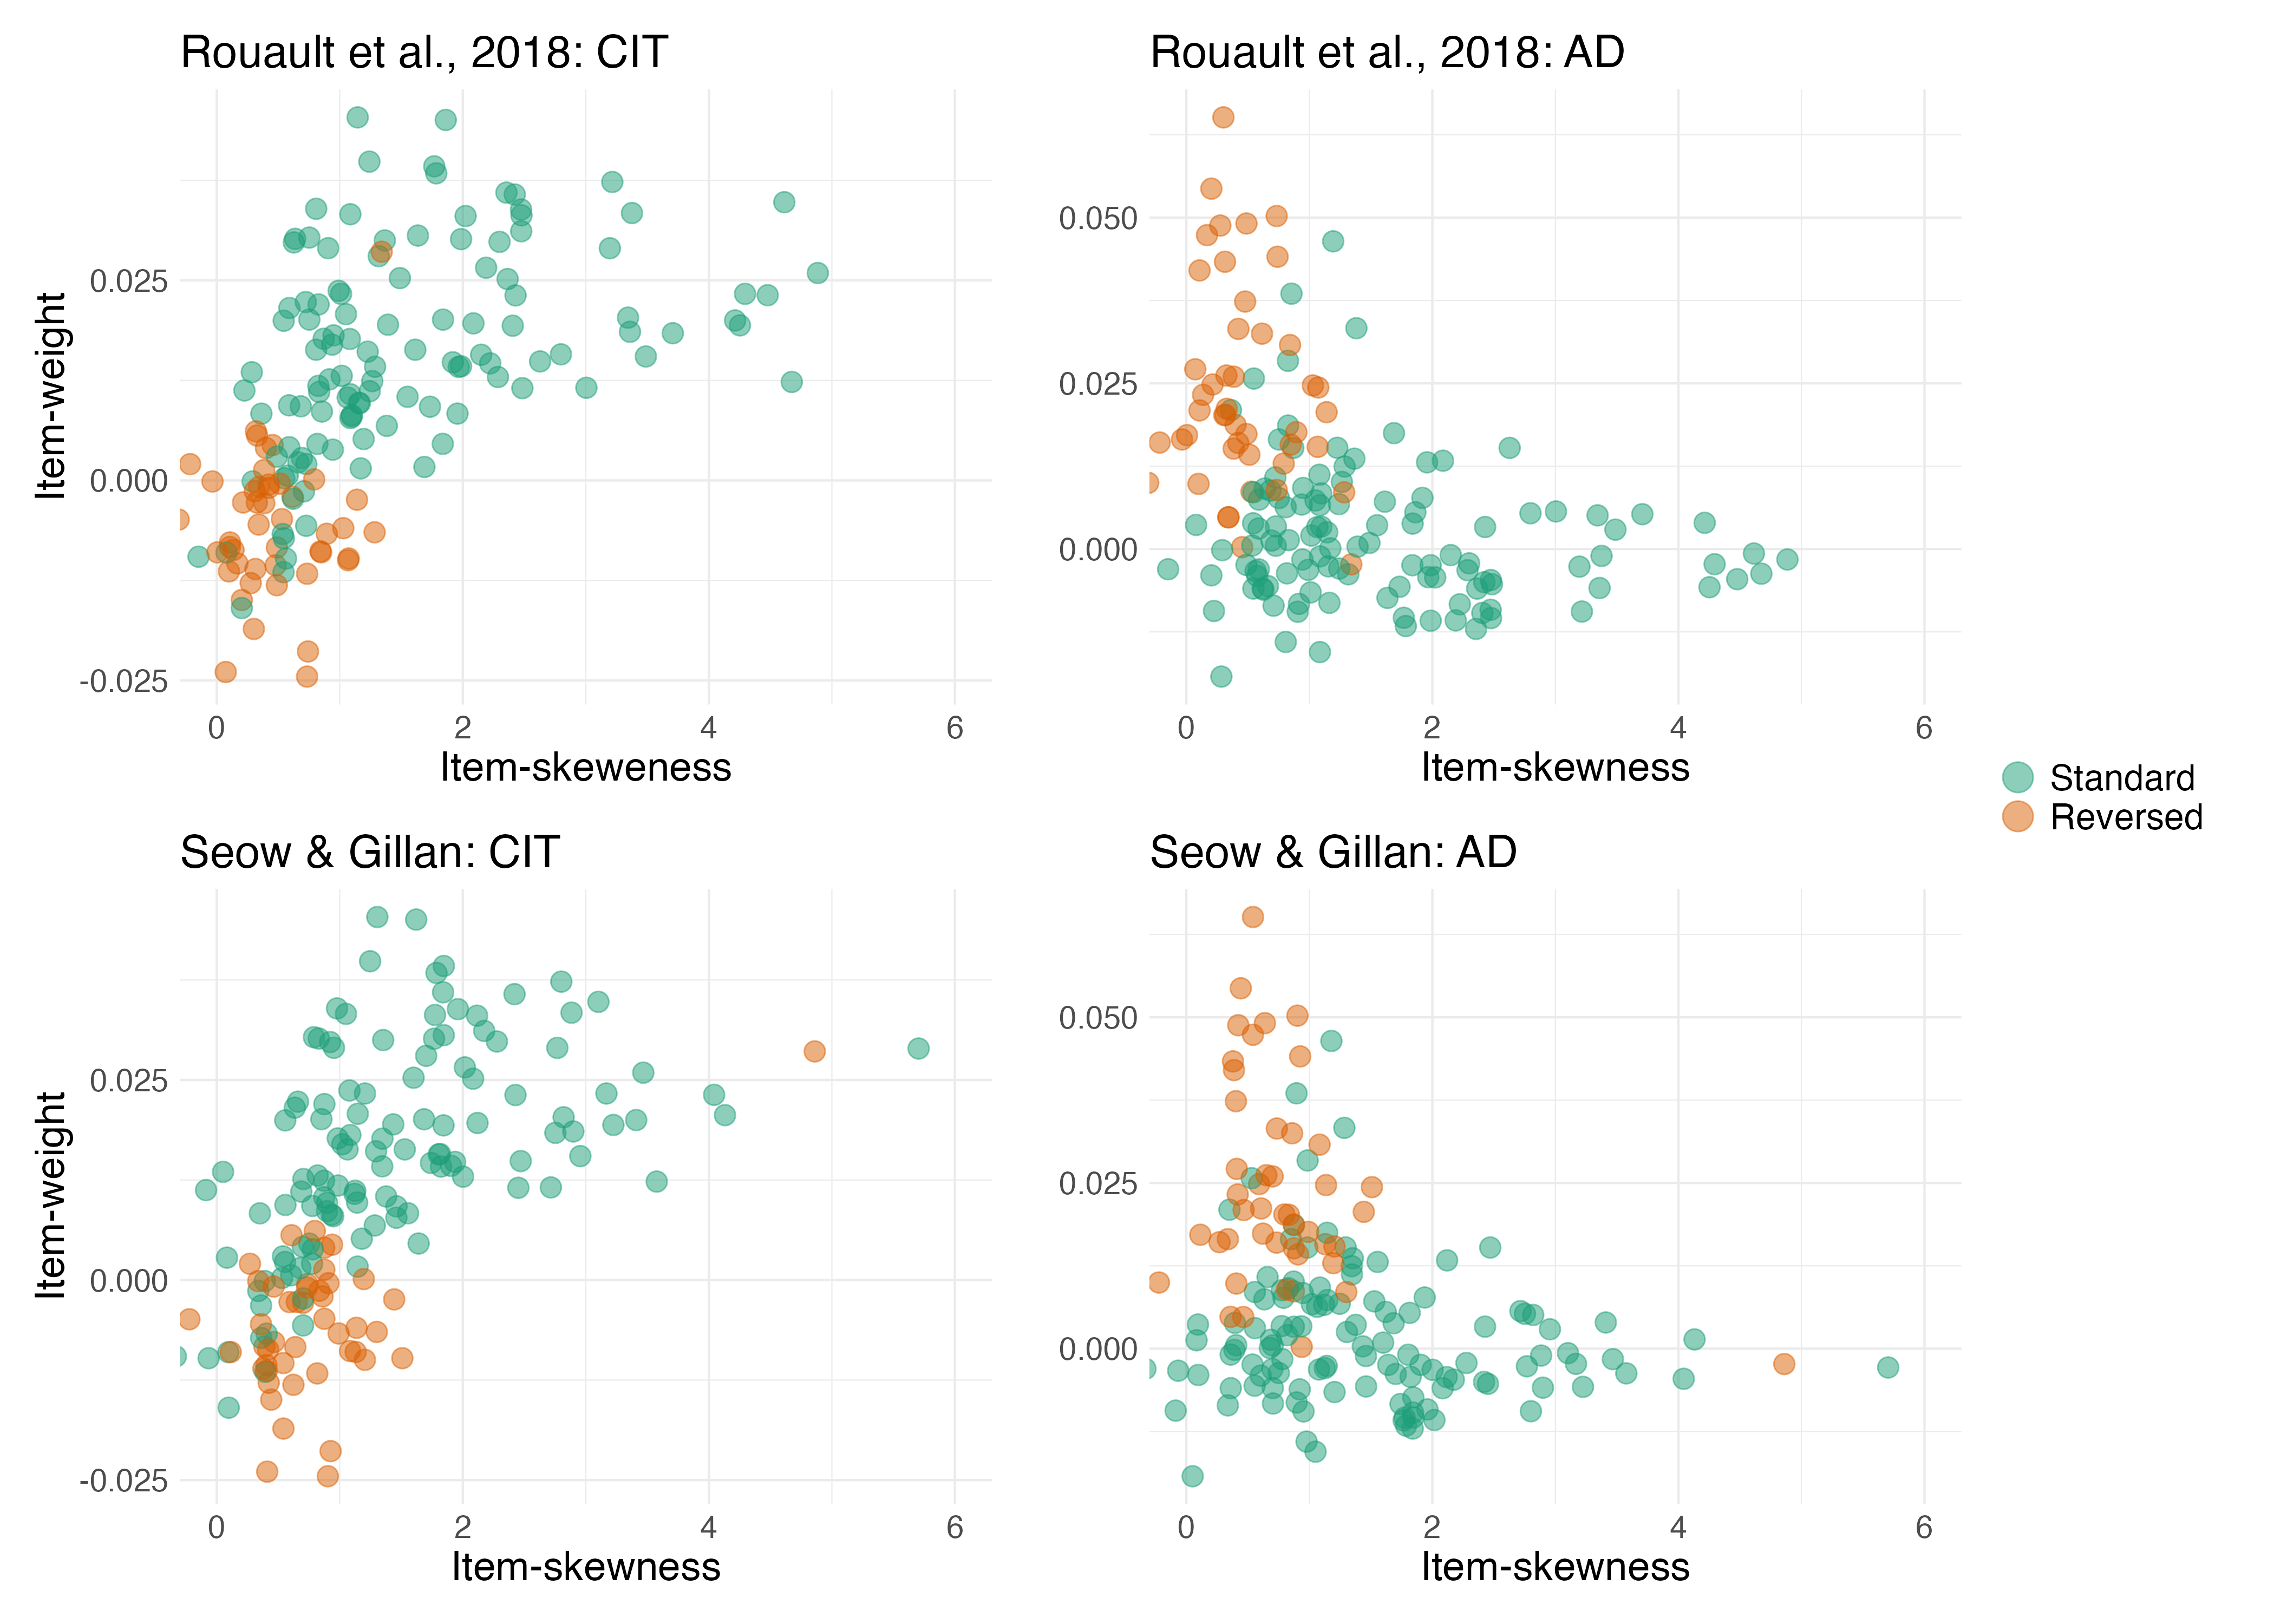 Rouault et al., 2018: CIT
Item-weight
0.025
0.000
-0.025
0
2
4
6
Item-skeweness
Rouault et al., 2018: AD
0.050
0.025
0.000
0
2
4
6
Item-skewness
Standard
Reversed
Seow & Gillan: CIT
Item-weight
0.025
0.000
-0.025
0
2
4
6
Item-skewness
Seow & Gillan: AD
0.050
0.025
0.000
0
2
4
6
Item-skewness